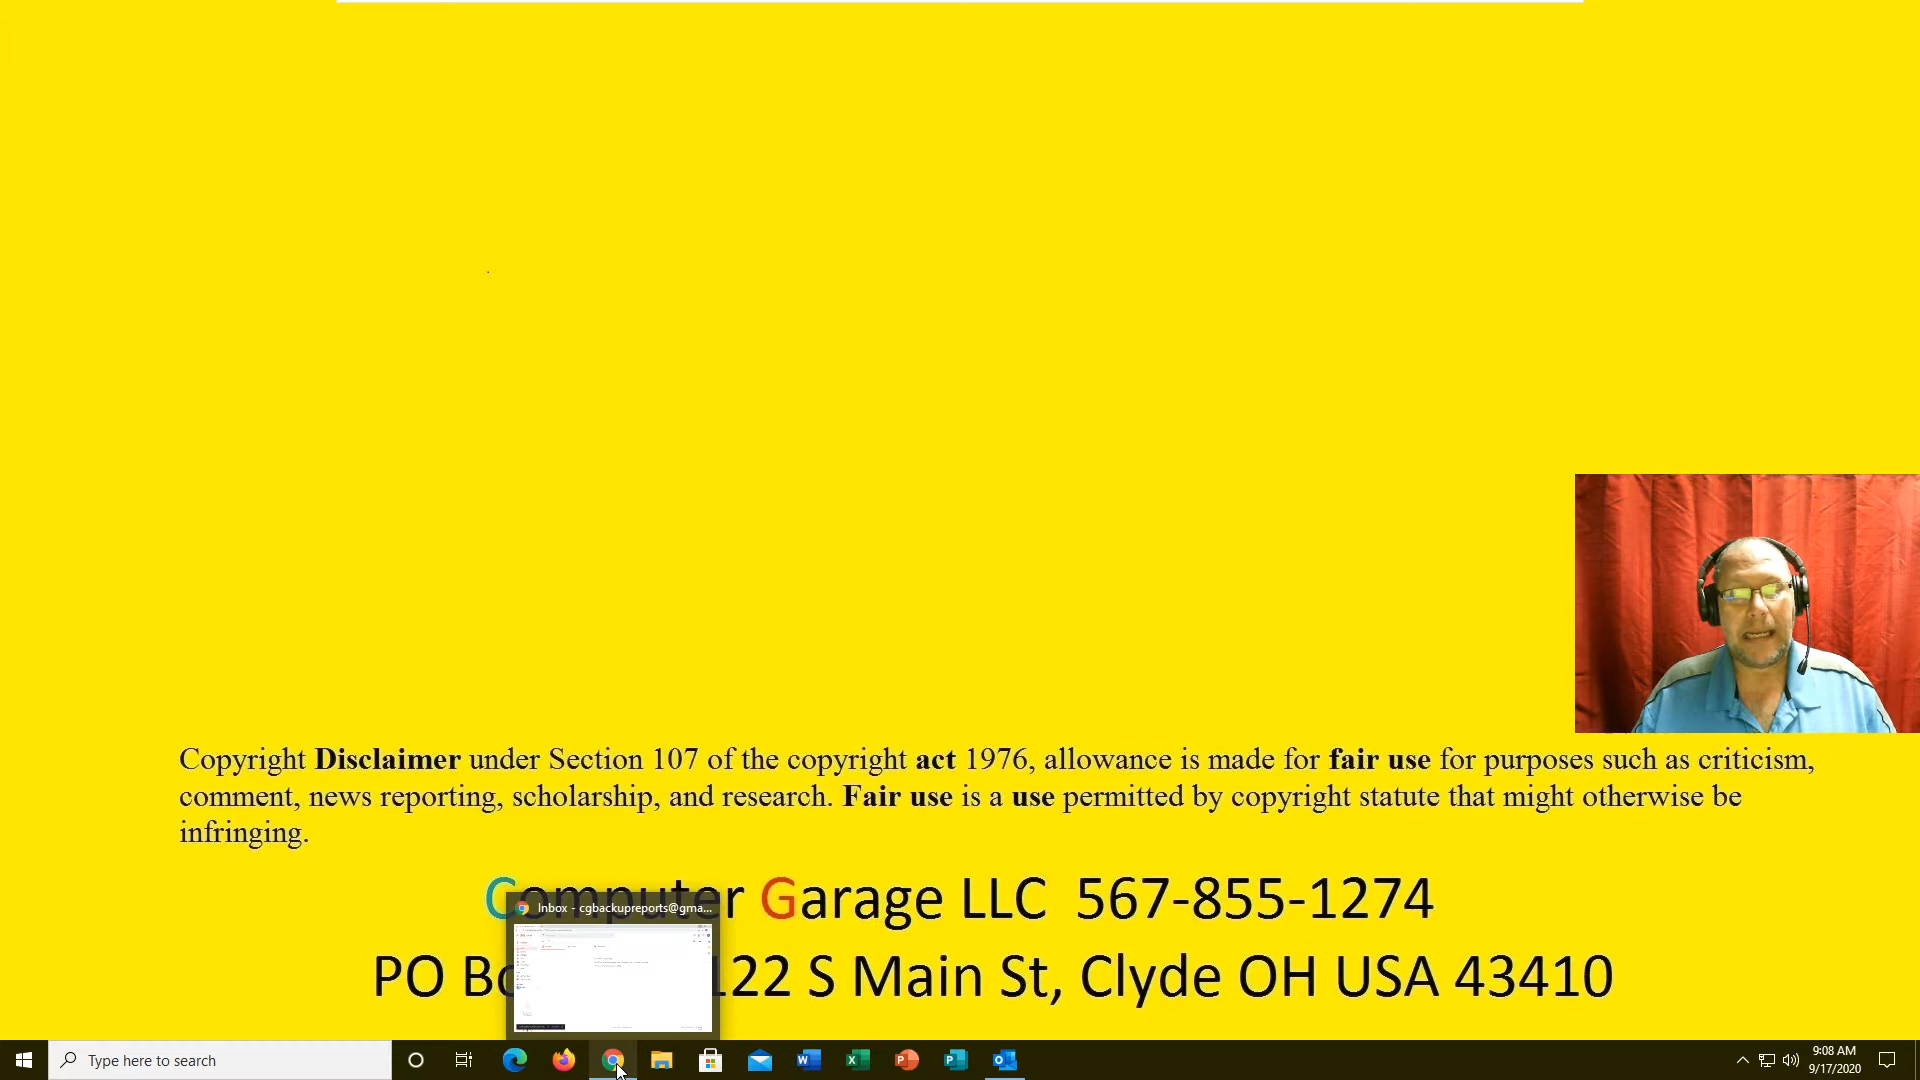 Copyright Disclaimer under Section 107 of the copyright act 1976, allowance is made for fair use for purposes such as criticism,
comment, news reporting, scholarship, and research. Fair use is a use permitted by copyright statute that might otherwise be
infringing.
Computer Garage LLC 567-855-1274
Inbox - cgbackupreports@gma...
PO 122 S Main St, Clyde OH USA 43410
Type here to search
9:08 AM
9/17/2020